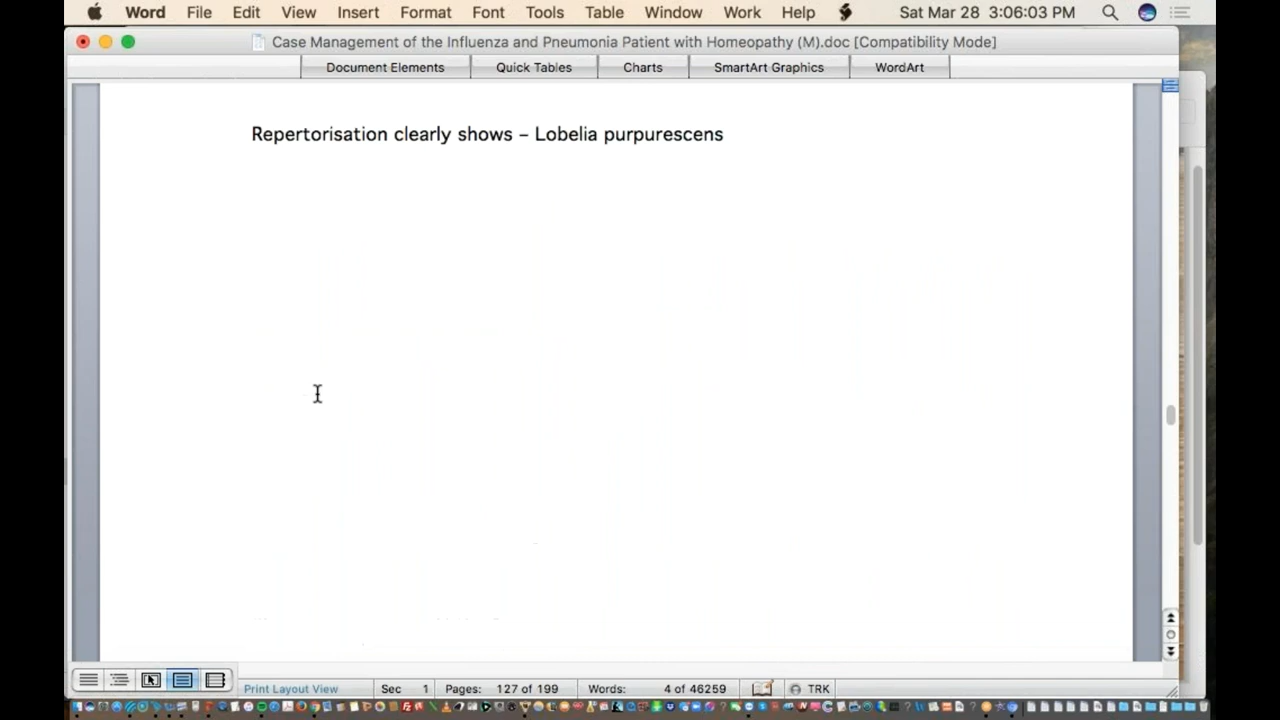 Word File Edit View Insert Format Font Tools Table Window Work Help Sat Mar 28 3:06:03 PM
Case Management of the Influenza and Pneumonia Patient with Homeopathy (M).doc [Compatibility Mode]
Document Elements Quick Tables Charts SmartArt Graphics WordArt
Repertorisation clearly shows – Lobelia purpurescens
Print Layout View Sec 1 Pages: 127 of 199 Words: 4 of 46259 TRK